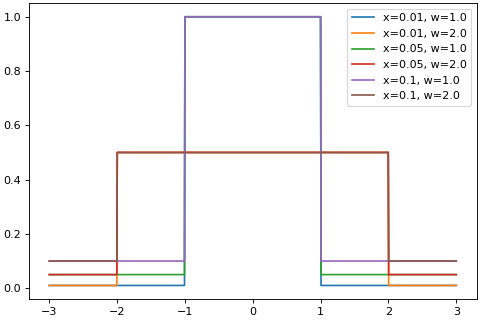 1.0
0.8
0.6
0.4
0.2
0.0
−3
−2
−1
0
1
2
3
x=0.01, w=1.0
x=0.01, w=2.0
x=0.05, w=1.0
x=0.05, w=2.0
x=0.1, w=1.0
x=0.1, w=2.0